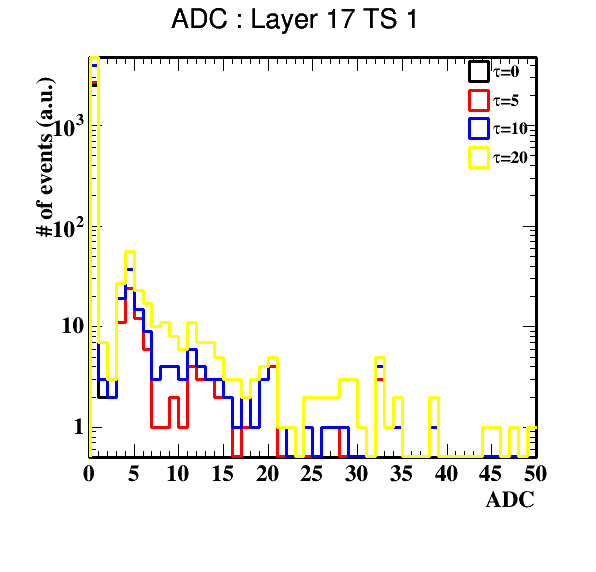 ADC : Layer 17 TS 1
# of events (a.u.)
10³
10²
10
1
τ=0
τ=5
τ=10
τ=20
0 5 10 15 20 25 30 35 40 45 50
ADC